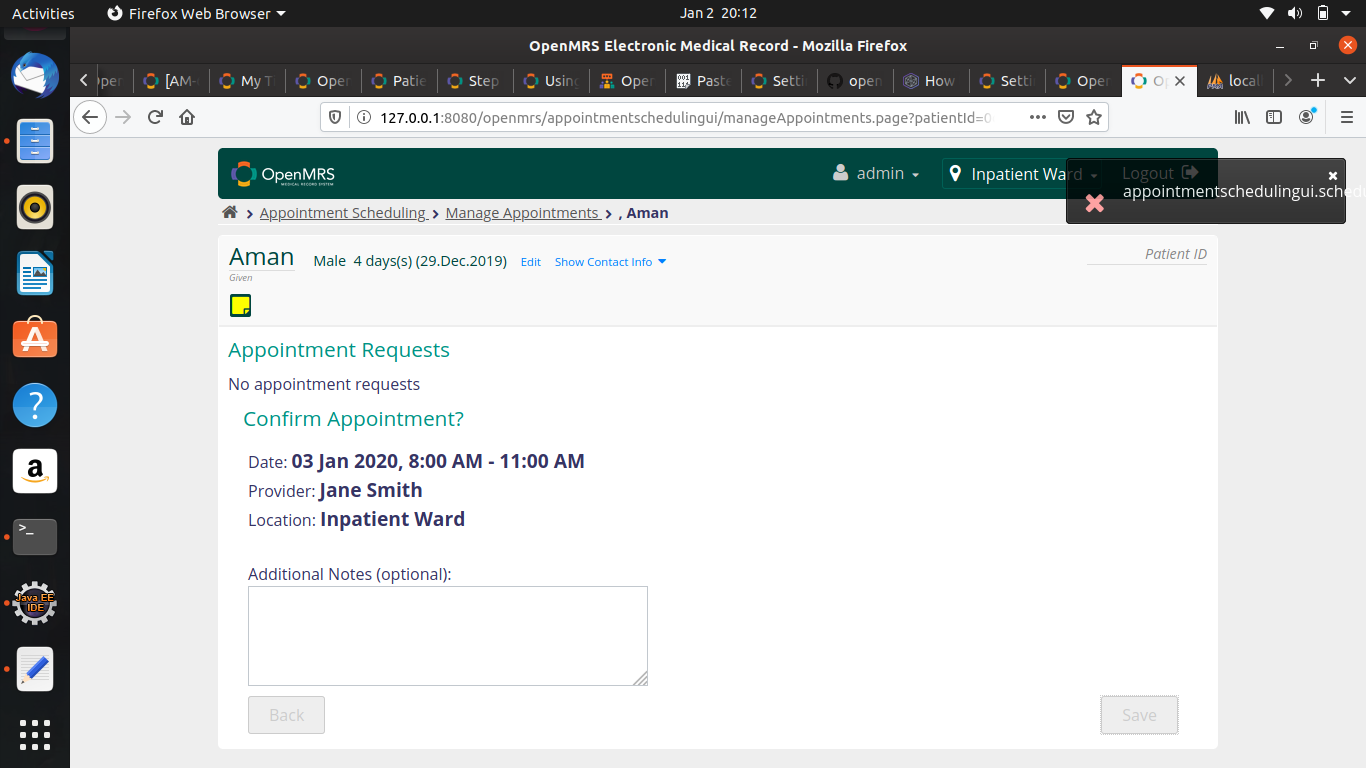 Activities Firefox Web Browser Jan 2 20:12
OpenMRS Electronic Medical Record - Mozilla Firefox
[AM- My T Oper Patie Step Using Oper Paste Setti open How Setti Oper O locall
127.0.0.1:8080/openmrs/appointmentschedulingui/manageAppointments.page?patientId=0
OpenMRS
MEDICAL RECORD SYSTEM
admin Inpatient Ward Logout
appointmentschedulingui.sched
Appointment Scheduling Manage Appointments , Aman
Aman Male 4 days(s) (29.Dec.2019) Edit Show Contact Info Patient ID
Given
Appointment Requests
No appointment requests
Confirm Appointment?
Date: 03 Jan 2020, 8:00 AM - 11:00 AM
Provider: Jane Smith
Location: Inpatient Ward
Additional Notes (optional):
Back Save
Java EE
IDE